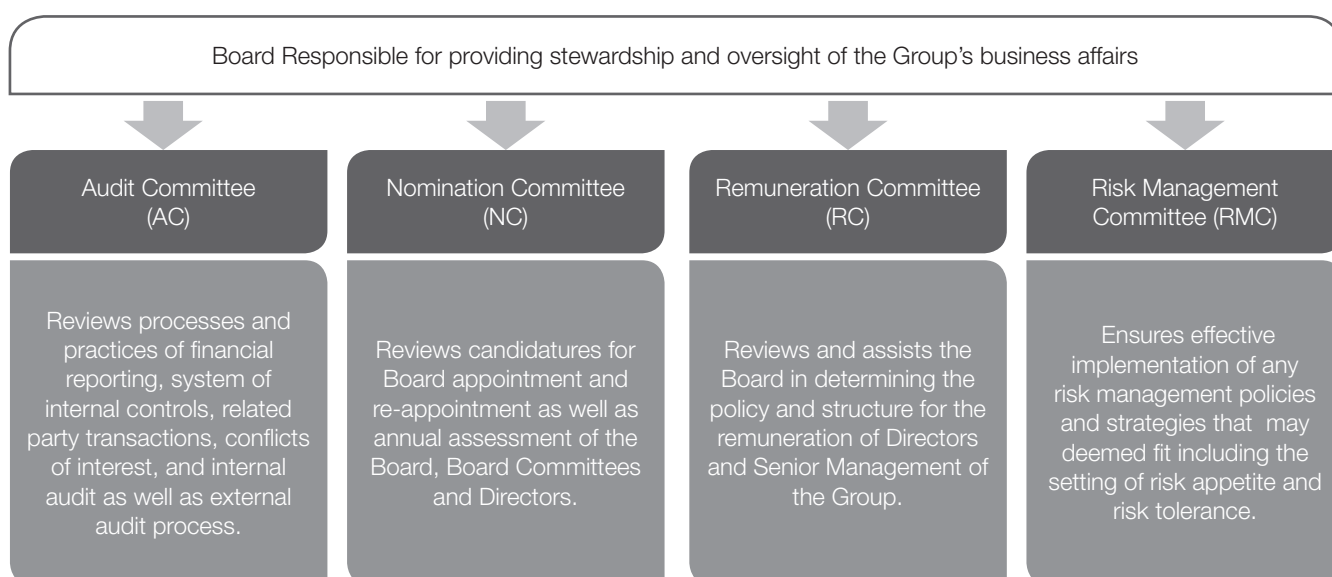 Board Responsible for providing stewardship and oversight of the Group’s business affairs
Audit Committee
(AC)
Reviews processes and
practices of financial
reporting, system of
internal controls, related
party transactions, conflicts
of interest, and internal
audit as well as external
audit process.
Nomination Committee
(NC)
Reviews candidatures for
Board appointment and
re-appointment as well as
annual assessment of the
Board, Board Committees
and Directors.
Remuneration Committee
(RC)
Reviews and assists the
Board in determining the
policy and structure for the
remuneration of Directors
and Senior Management of
the Group.
Risk Management
Committee (RMC)
Ensures effective
implementation of any
risk management policies
and strategies that may
deemed fit including the
setting of risk appetite and
risk tolerance.